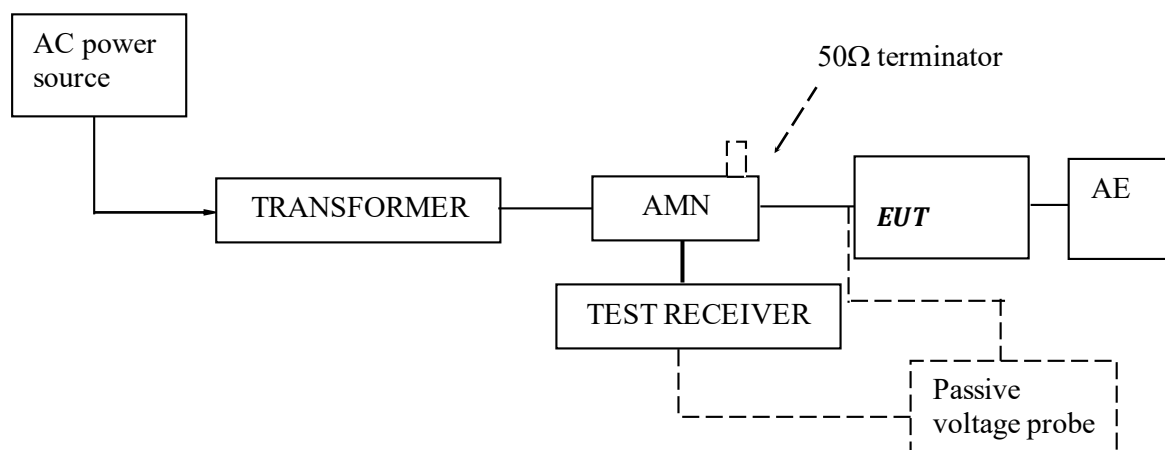 AC power
source
50Ω terminator
TRANSFORMER
AMN
EUT
AE
TEST RECEIVER
Passive
voltage probe